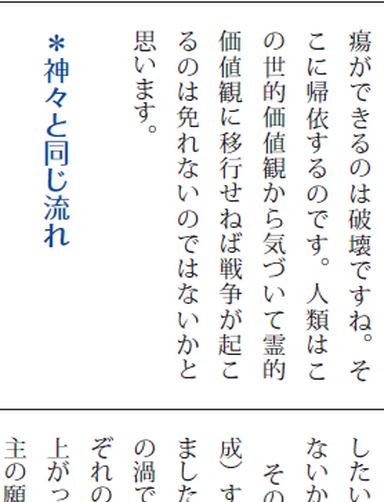 瘍ができるのは破壊ですね。そ
こに帰依するのです。人類はこ
の世的価値観から気づいて霊的
価値観に移行せねば戦争が起こ
るのは免れないのではないかと
思います。
＊神々と同じ流れ
したい
ないか
その
成）す
ました
の渦で
ぞれの
上がっ
主の願